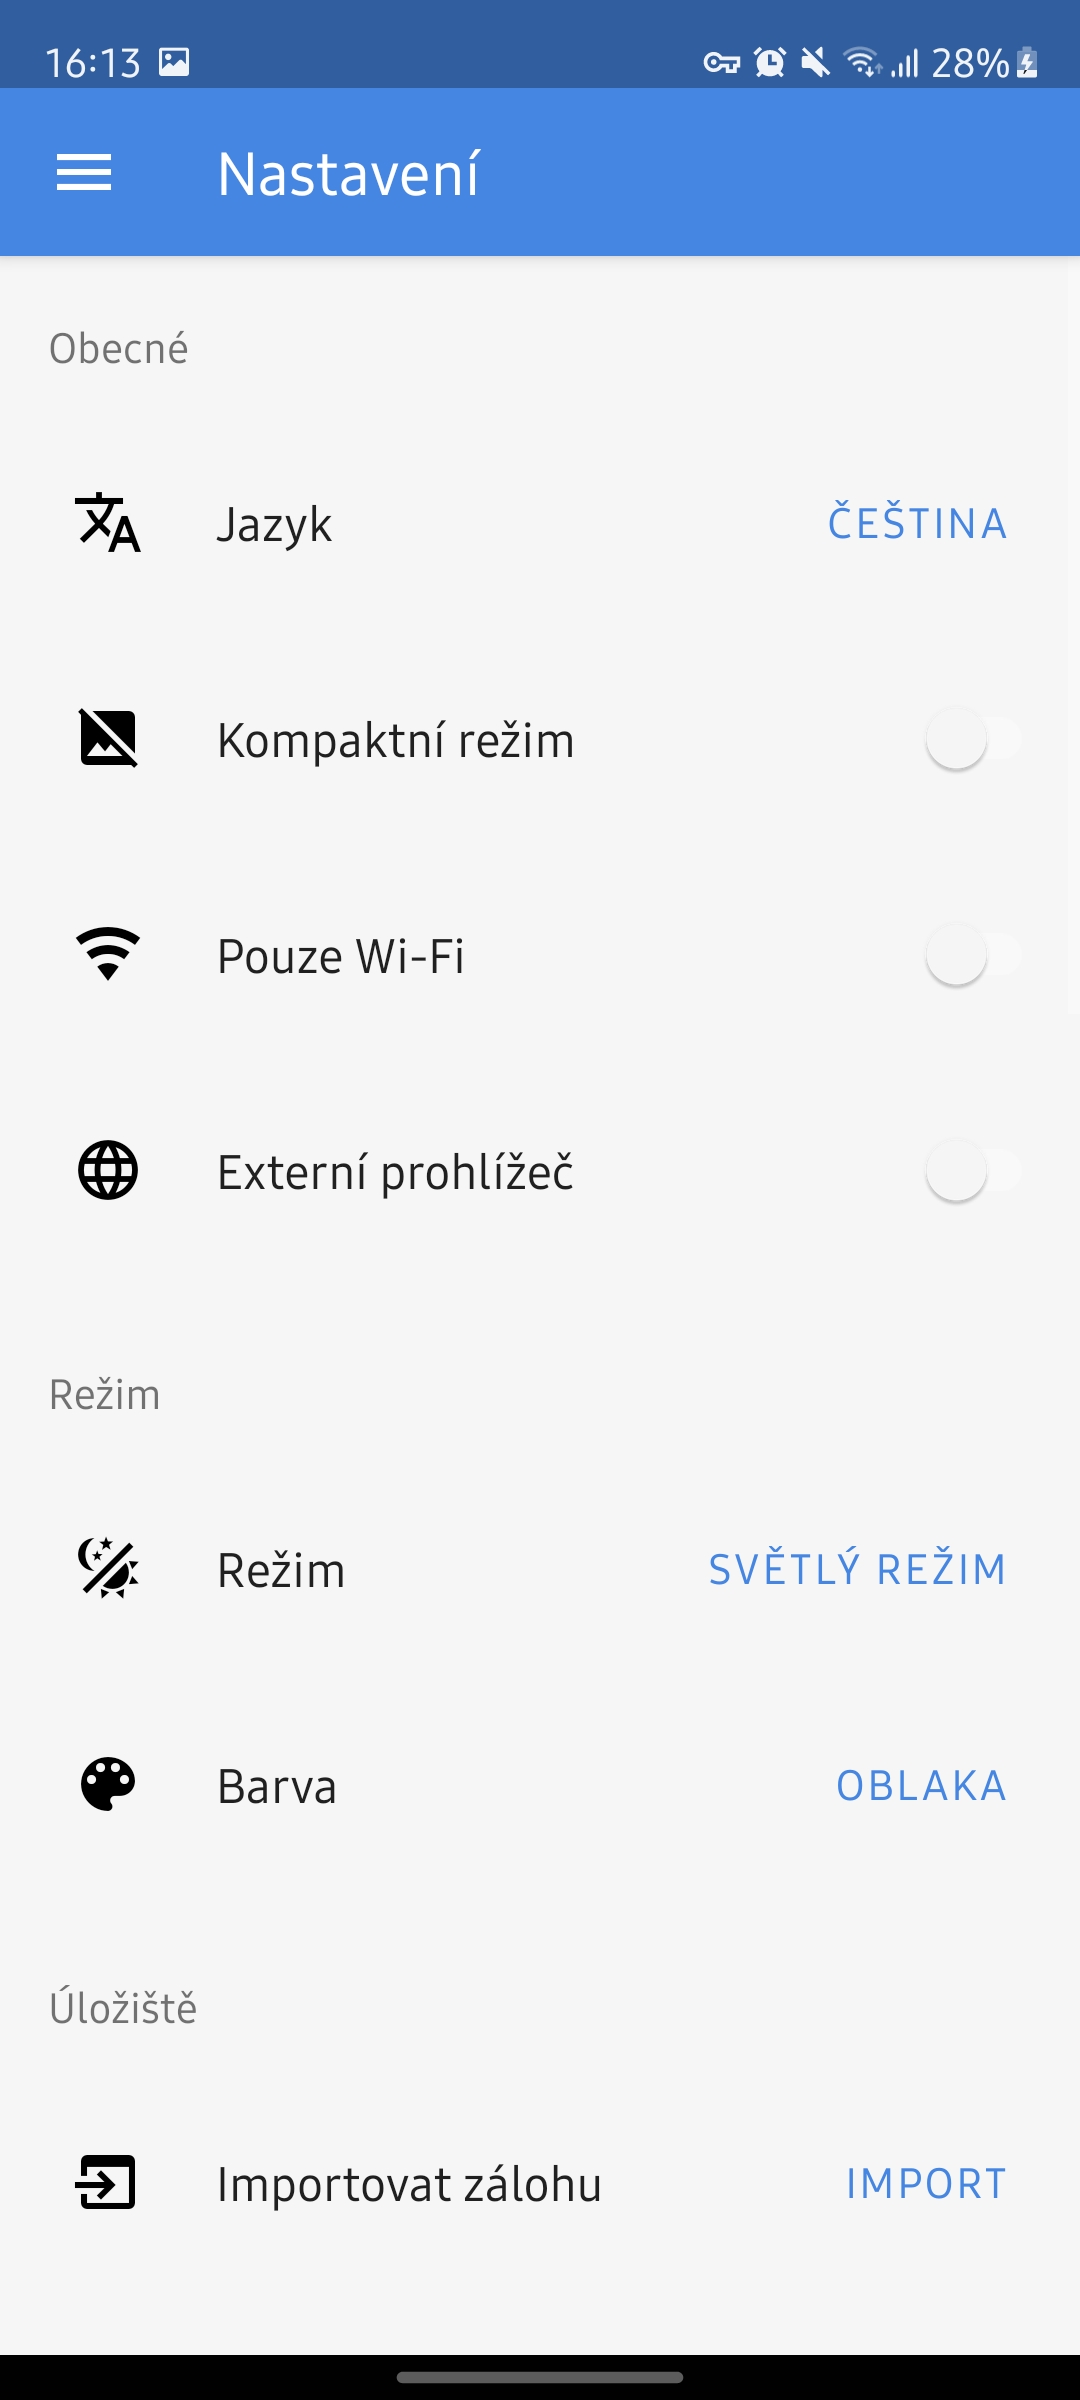 16:13 28%
Nastavení
Obecné
Jazyk ČEŠTINA
Kompaktní režim
Pouze Wi-Fi
Externí prohlížeč
Režim
Režim SVĚTLÝ REŽIM
Barva OBLAKA
Úložiště
Importovat zálohu IMPORT